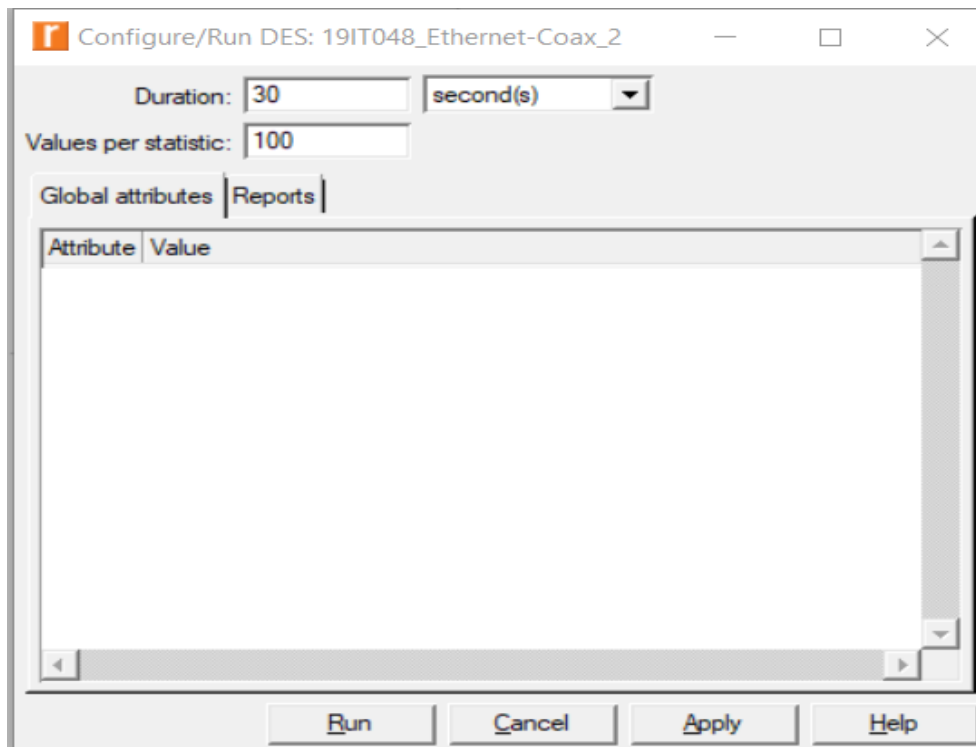 Configure/Run DES: 19IT048_Ethernet-Coax_2
Duration: 30 second(s)
Values per statistic: 100
Global attributes Reports
Attribute Value
Run Cancel Apply Help